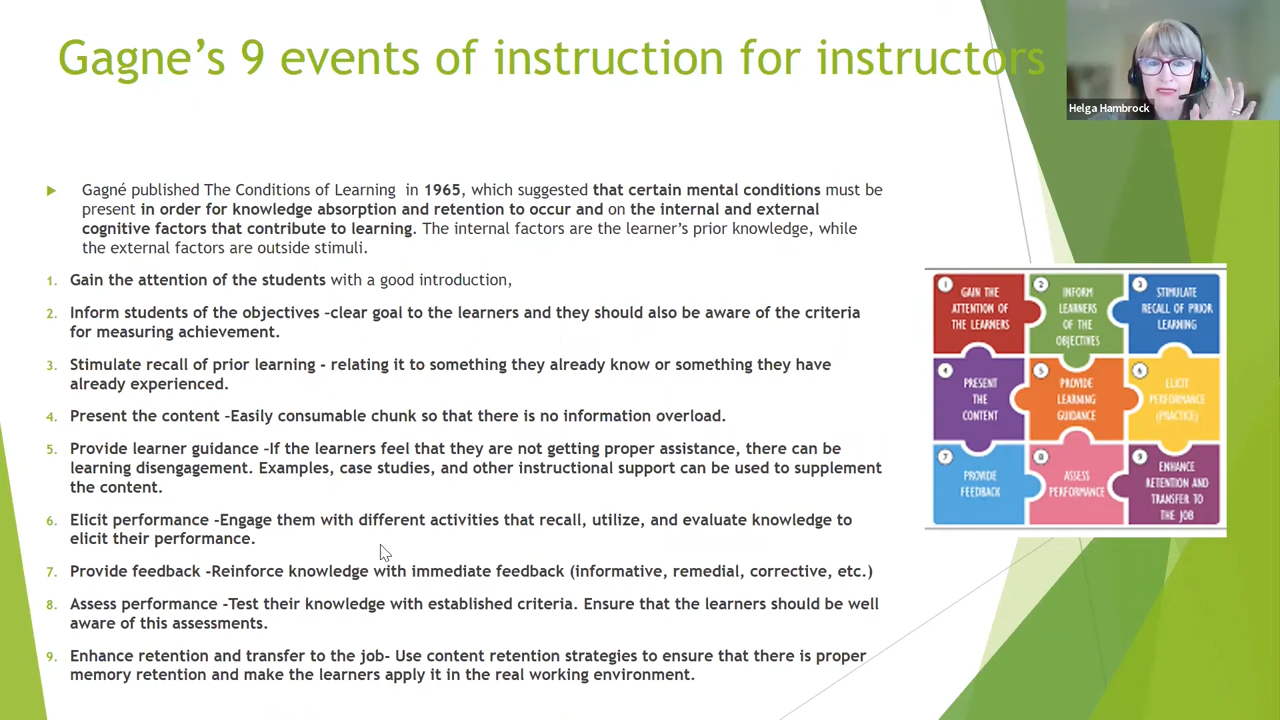 Gagne's 9 events of instruction for instructors
Helga Hambrock
Gagné published The Conditions of Learning in 1965, which suggested that certain mental conditions must be
present in order for knowledge absorption and retention to occur and on the internal and external
cognitive factors that contribute to learning. The internal factors are the learner's prior knowledge, while
the external factors are outside stimuli.
1. Gain the attention of the students with a good introduction,
2. Inform students of the objectives -clear goal to the learners and they should also be aware of the criteria
for measuring achievement.
3. Stimulate recall of prior learning - relating it to something they already know or something they have
already experienced.
4. Present the content -Easily consumable chunk so that there is no information overload.
5. Provide learner guidance -If the learners feel that they are not getting proper assistance, there can be
learning disengagement. Examples, case studies, and other instructional support can be used to supplement
the content.
6. Elicit performance -Engage them with different activities that recall, utilize, and evaluate knowledge to
elicit their performance.
7. Provide feedback -Reinforce knowledge with immediate feedback (informative, remedial, corrective, etc.)
8. Assess performance -Test their knowledge with established criteria. Ensure that the learners should be well
aware of this assessments.
9. Enhance retention and transfer to the job- Use content retention strategies to ensure that there is proper
memory retention and make the learners apply it in the real working environment.
1
GAIN THE
ATTENTION OF
THE LEARNERS
2
INFORM
LEARNERS
OF THE
OBJECTIVES
3
STIMULATE
RECALL OF PRIOR
LEARNING
4
PRESENT
THE
CONTENT
5
PROVIDE
LEARNING
GUIDANCE
6
ELICIT
PERFORMANCE
(PRACTICE)
7
PROVIDE
FEEDBACK
8
ASSESS
PERFORMANCE
9
ENHANCE
RETENTION AND
TRANSFER TO
THE JOB